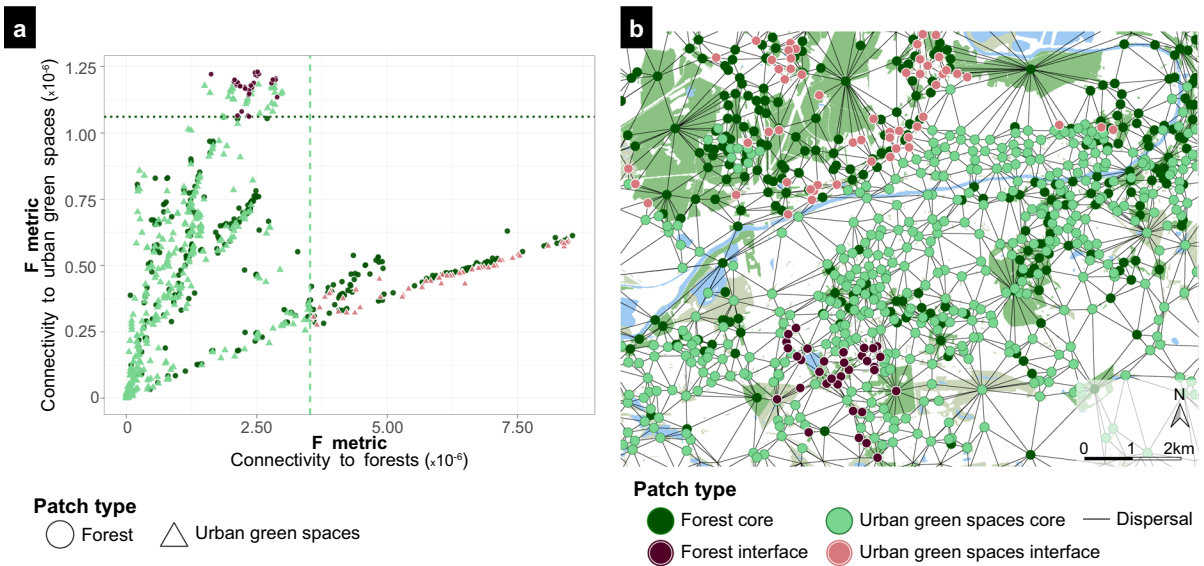 a
F metric
Connectivity to urban green spaces (x10⁻⁶)
1.25
1.00
0.75
0.50
0.25
0
0
2.50
5.00
7.50
F metric
Connectivity to forests (x10⁻⁶)
Patch type
Forest
Urban green spaces
b
N
0 1 2km
Patch type
Forest core
Urban green spaces core
Dispersal
Forest interface
Urban green spaces interface